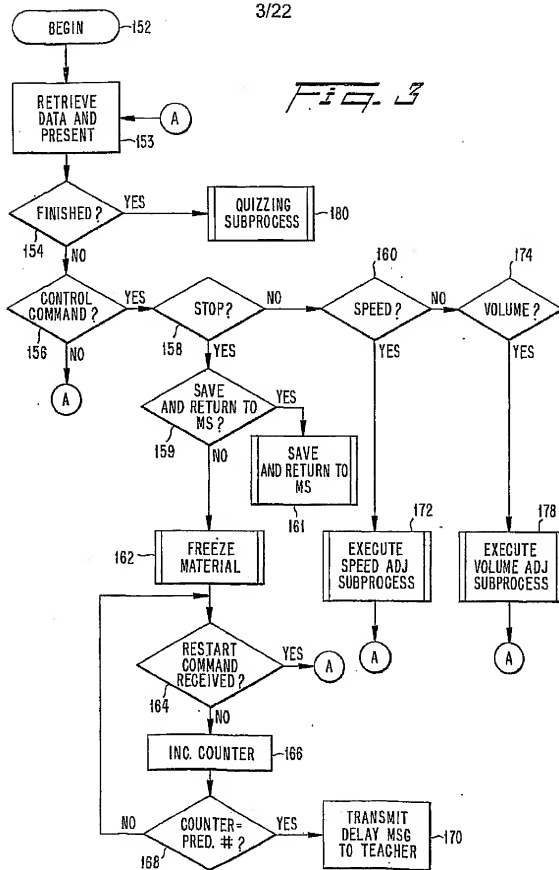 3/22
Fig. 3
BEGIN
152
RETRIEVE
DATA AND
PRESENT
153
A
FINISHED?
154
YES
NO
QUIZZING
SUBPROCESS
180
CONTROL
COMMAND?
156
YES
NO
A
STOP?
158
NO
YES
160
SPEED?
NO
YES
174
VOLUME?
YES
SAVE
AND RETURN TO
MS?
159
YES
NO
SAVE
AND RETURN TO
MS
161
162
FREEZE
MATERIAL
172
EXECUTE
SPEED ADJ
SUBPROCESS
A
178
EXECUTE
VOLUME ADJ
SUBPROCESS
A
RESTART
COMMAND
RECEIVED?
164
YES
A
NO
INC. COUNTER
166
COUNTER=
PRED. #?
168
NO
YES
TRANSMIT
DELAY MSG
TO TEACHER
170